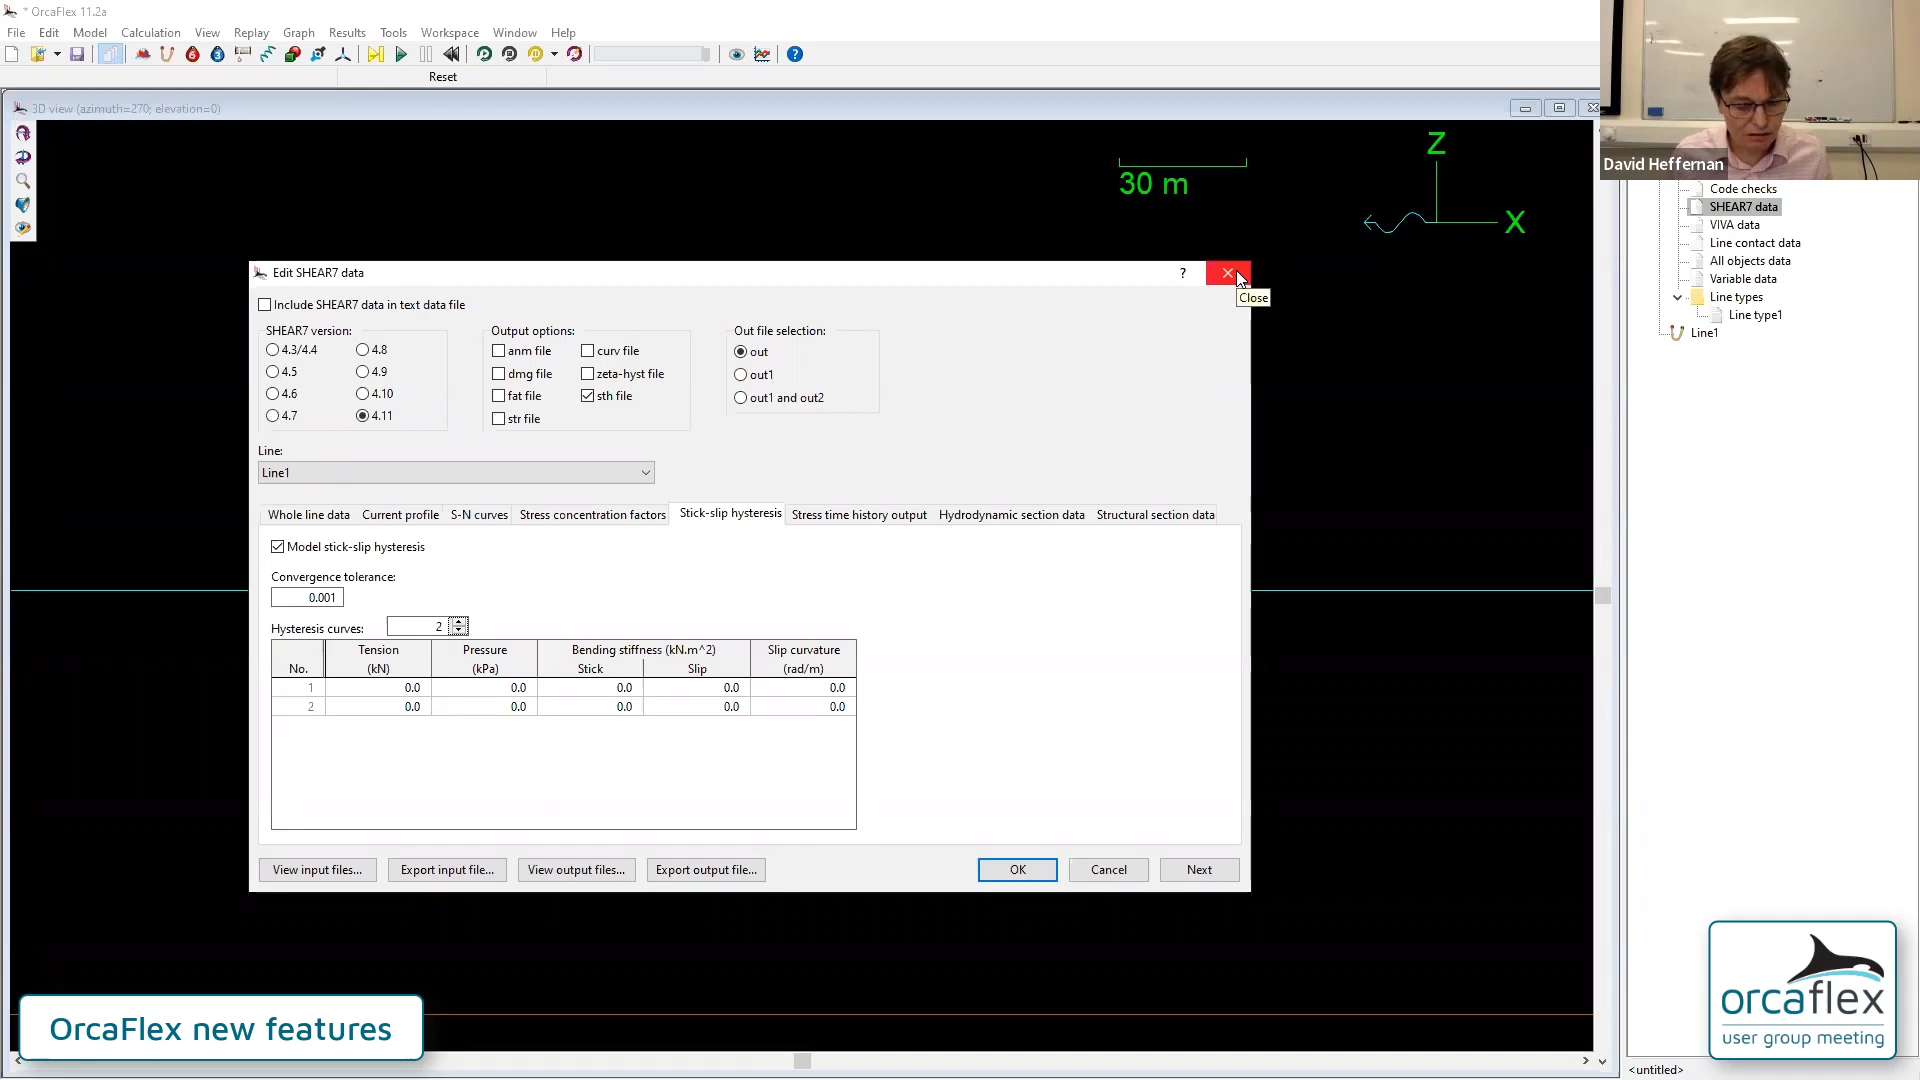 * OrcaFlex 11.2a
File Edit Model Calculation View Replay Graph Results Tools Workspace Window Help
Reset
3D view (azimuth=270; elevation=0)
30 m
Z
X
David Heffernan
Code checks
SHEAR7 data
VIVA data
Line contact data
All objects data
Variable data
Line types
Line type1
Line1
Edit SHEAR7 data
?
Close
Include SHEAR7 data in text data file
SHEAR7 version:
4.3/4.4 4.8
4.5 4.9
4.6 4.10
4.7 4.11
Output options:
anm file curv file
dmg file zeta-hyst file
fat file sth file
str file
Out file selection:
out
out1
out1 and out2
Line:
Line1
Whole line data Current profile S-N curves Stress concentration factors Stick-slip hysteresis Stress time history output Hydrodynamic section data Structural section data
Model stick-slip hysteresis
Convergence tolerance:
0.001
Hysteresis curves: 2
Tension Pressure Bending stiffness (kN.m^2) Slip curvature
No. (kN) (kPa) Stick Slip (rad/m)
1 0.0 0.0 0.0 0.0 0.0
2 0.0 0.0 0.0 0.0 0.0
View input files... Export input file... View output files... Export output file... OK Cancel Next
OrcaFlex new features
orcaflex
user group meeting
<untitled>